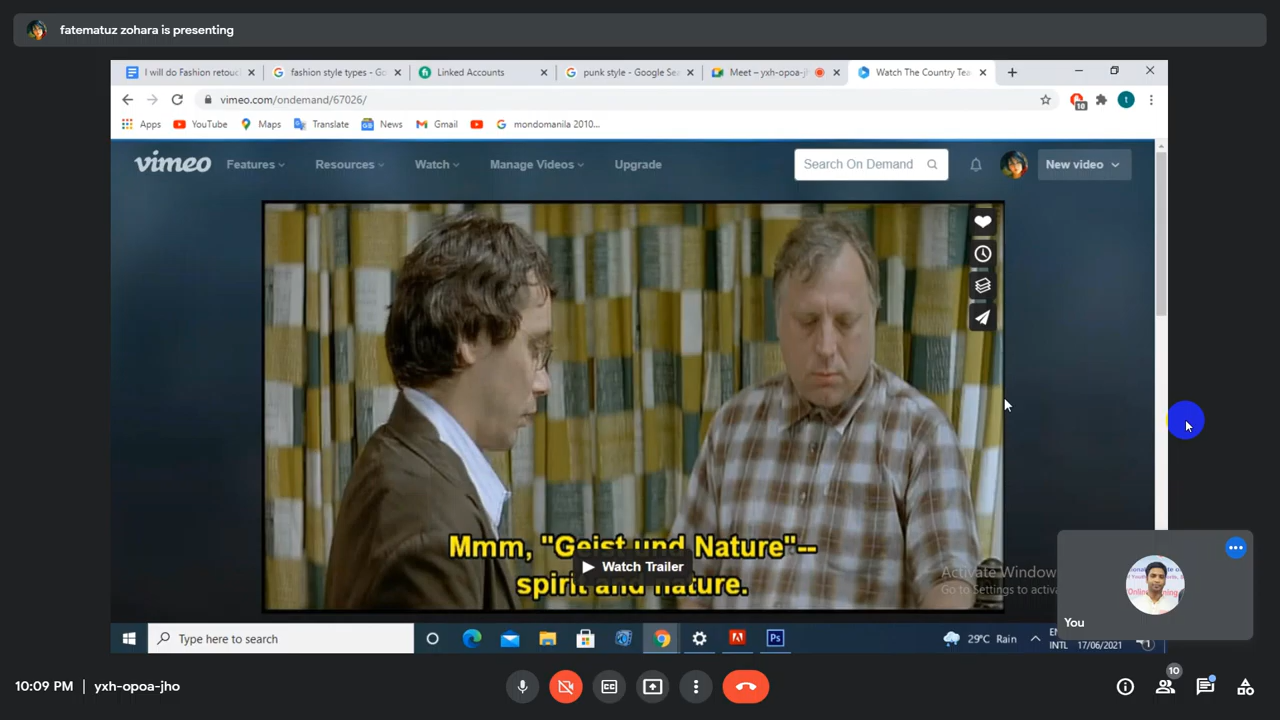 fatematuz zohara is presenting
I will do Fashion retouc
fashion style types - Go
Linked Accounts
punk style - Google Sea
Meet – yxh-opoa-j
Watch The Country Tea
vimeo.com/ondemand/67026/
10
t
Apps
YouTube
Maps
Translate
News
Gmail
mondomanila 2010...
vimeo
Features
Resources
Watch
Manage Videos
Upgrade
Search On Demand
New video
Mmm, "Geist und Nature"--
Watch Trailer
spirit and nature.
Activate Window
Go to Settings to activa
You
Type here to search
Ps
29°C Rain
INTL
17/06/2021
10:09 PM
yxh-opoa-jho
10